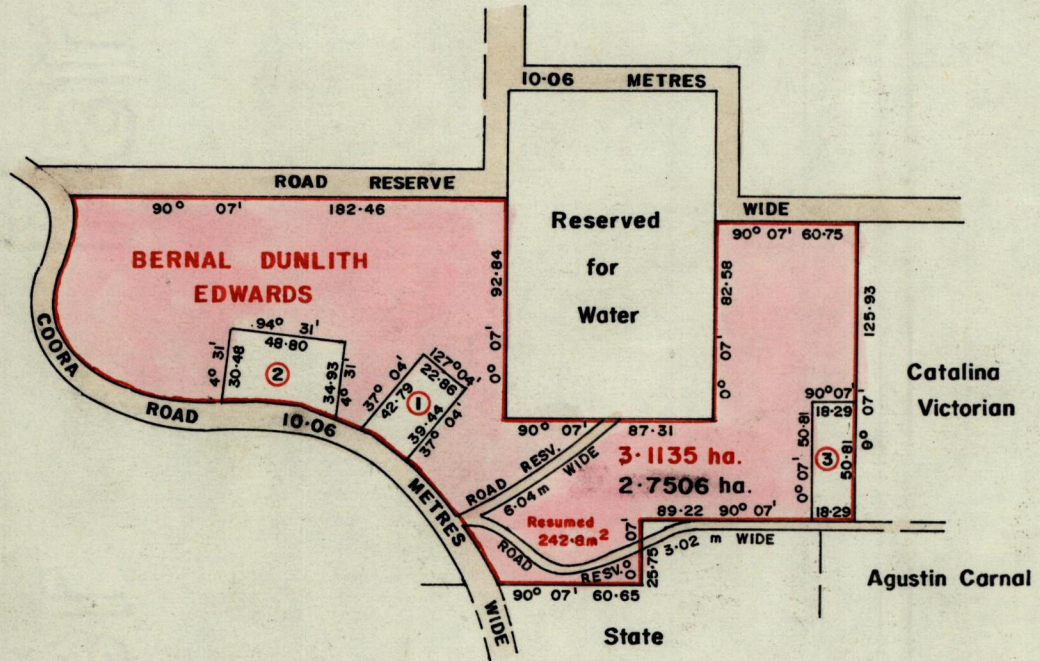 10·06 METRES
ROAD RESERVE
WIDE
90° 07' 182·46
90° 07' 60·75
Reserved
for
Water
BERNAL DUNLITH
EDWARDS
92·84
0° 07'
82·58
0° 07'
125·93
0° 07'
COORA
ROAD
10·06
METRES
WIDE
94° 31'
48·80
4° 31'
30·48
34·93
4° 31'
2
127° 04'
22·86
37° 04'
42·79
39·44
37° 04'
1
Catalina
Victorian
90° 07'
18·29
0° 07' 50·81
50·81
3
18·29
90° 07' 87·31
ROAD RESV.
6·04 m WIDE
3·1135 ha.
2·7506 ha.
89·22 90° 07'
Resumed
242·8m²
ROAD RESV.
3·02 m WIDE
0° 07'
25·75
90° 07' 60·65
Agustin Carnal
State